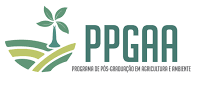 PPGAA
PROGRAMA DE PÓS-GRADUAÇÃO EM AGRICULTURA E AMBIENTE